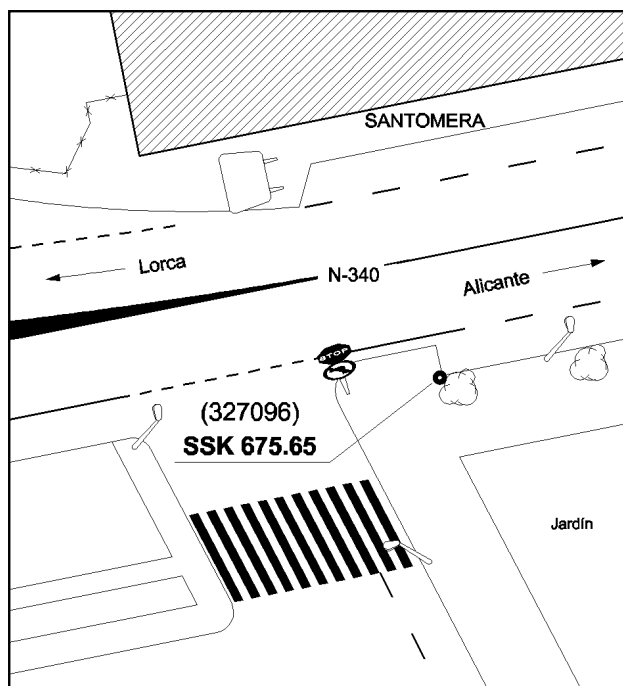 SANTOMERA
Lorca
N-340
Alicante
STOP
(327096)
SSK 675.65
Jardín